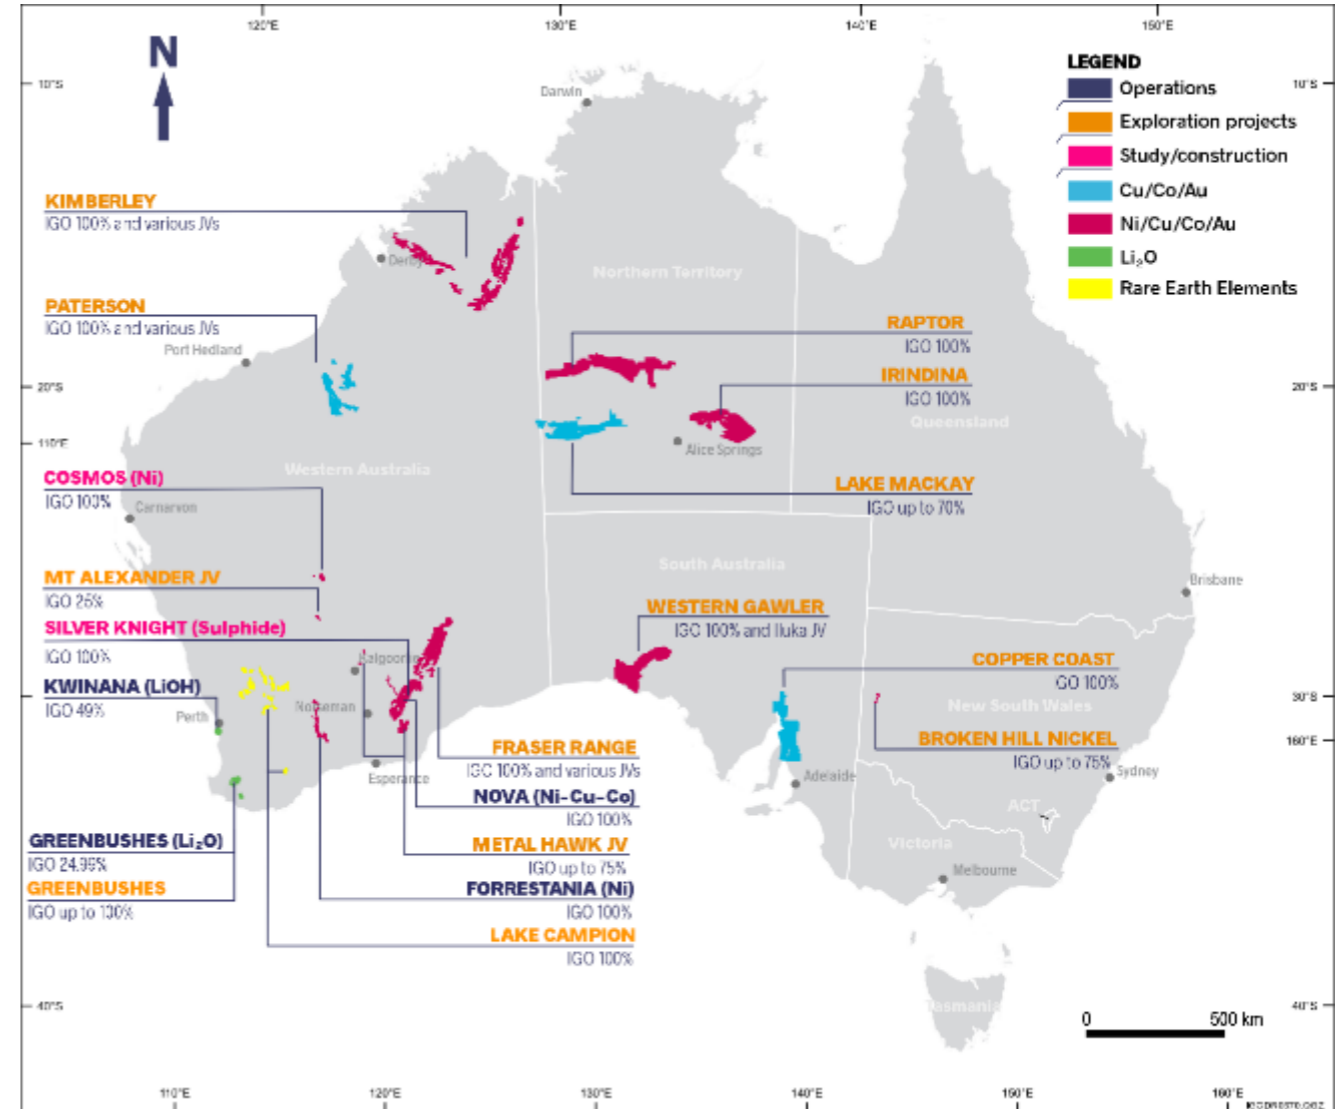 120°E 130°E 140°E 150°E
N
LEGEND
Operations
Exploration projects
Study/construction
Cu/Co/Au
Ni/Cu/Co/Au
Li₂O
Rare Earth Elements
10°S 10°S
Darwin
KIMBERLEY
IGO 100% and various JVs
Derby
Northern Territory
PATERSON
IGO 100% and various JVs
Port Hedland
RAPTOR
IGO 100%
IRINDINA
IGO 100%
20°S 20°S
110°E
Queensland
Alice Springs
Western Australia
COSMOS (Ni)
IGO 100%
LAKE MACKAY
IGO up to 70%
Carnarvon
South Australia
MT ALEXANDER JV
IGO 25%
Brisbane
WESTERN GAWLER
IGO 100% and Iluka JV
SILVER KNIGHT (Sulphide)
IGO 100%
Kalgoorlie
COPPER COAST
IGO 100%
KWINANA (LiOH)
IGO 49%
Perth
Norseman
30°S
New South Wales
160°E
BROKEN HILL NICKEL
IGO up to 75%
FRASER RANGE
IGO 100% and various JVs
Esperance
Adelaide
Sydney
NOVA (Ni-Cu-Co)
IGO 100%
ACT
GREENBUSHES (Li₂O)
IGO 24.99%
METAL HAWK JV
IGO up to 75%
Victoria
Melbourne
GREENBUSHES
IGO up to 100%
FORRESTANIA (Ni)
IGO 100%
LAKE CAMPION
IGO 100%
Tasmania
40°S 40°S
0 500 km
110°E 120°E 130°E 140°E 150°E 160°E